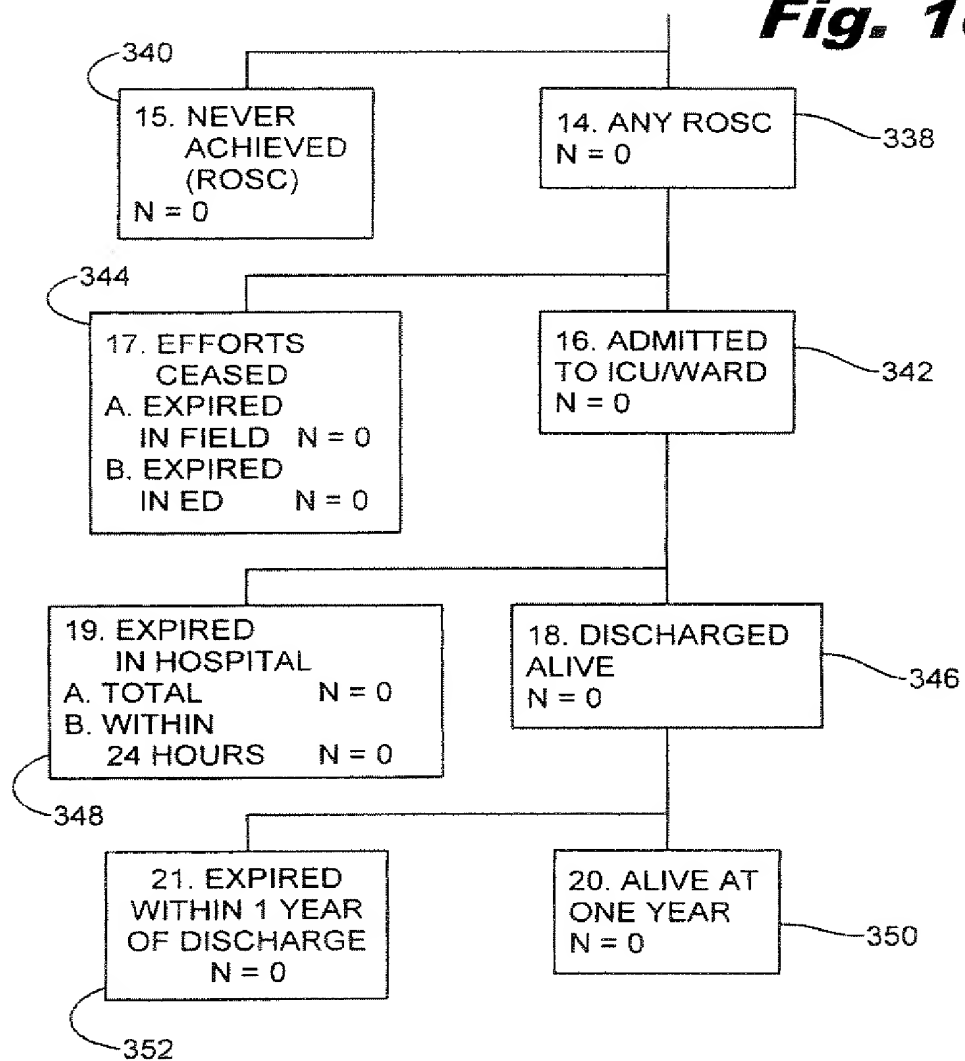 Fig. 1
340
15. NEVER
ACHIEVED
(ROSC)
N = 0
14. ANY ROSC
N = 0
338
344
17. EFFORTS
CEASED
A. EXPIRED
IN FIELD N = 0
B. EXPIRED
IN ED N = 0
16. ADMITTED
TO ICU/WARD
N = 0
342
19. EXPIRED
IN HOSPITAL
A. TOTAL N = 0
B. WITHIN
24 HOURS N = 0
348
18. DISCHARGED
ALIVE
N = 0
346
21. EXPIRED
WITHIN 1 YEAR
OF DISCHARGE
N = 0
352
20. ALIVE AT
ONE YEAR
N = 0
350